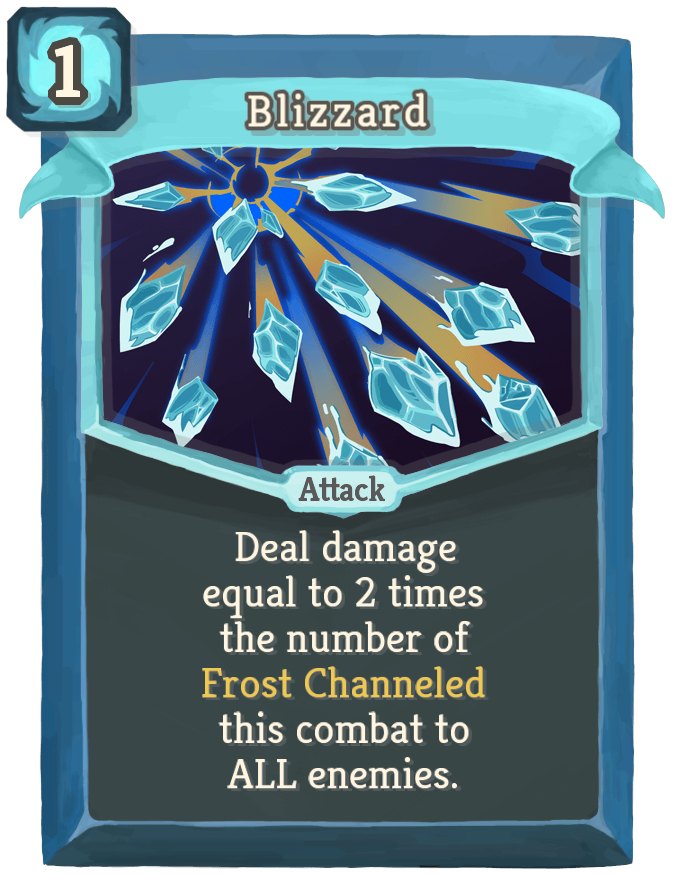 1
Blizzard
Attack
Deal damage
equal to 2 times
the number of
Frost Channeled
this combat to
ALL enemies.